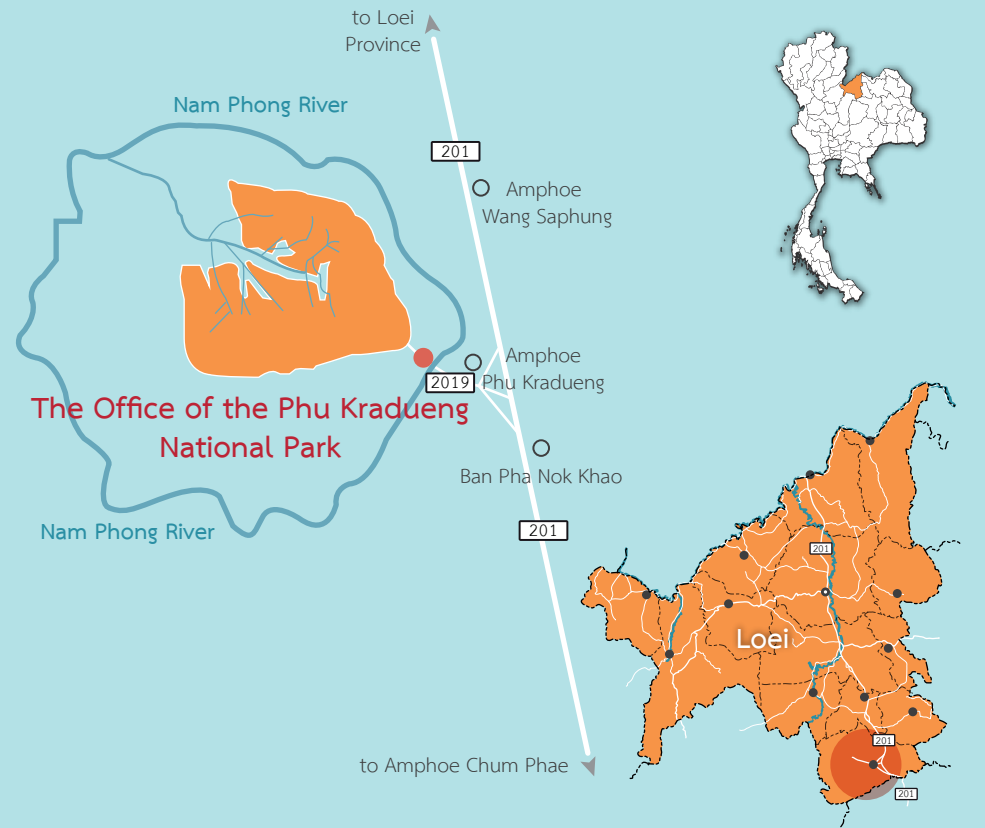 to Loei
Province
Nam Phong River
201
Amphoe
Wang Saphung
Amphoe
Phu Kradueng
2019
The Office of the Phu Kradueng
National Park
Ban Pha Nok Khao
Nam Phong River
201
to Amphoe Chum Phae
201
Loei
201
201